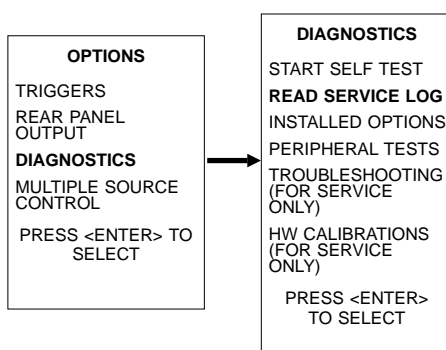 OPTIONS
TRIGGERS
REAR PANEL
OUTPUT
DIAGNOSTICS
MULTIPLE SOURCE
CONTROL
PRESS <ENTER> TO
SELECT
DIAGNOSTICS
START SELF TEST
READ SERVICE LOG
INSTALLED OPTIONS
PERIPHERAL TESTS
TROUBLESHOOTING
(FOR SERVICE
ONLY)
HW CALIBRATIONS
(FOR SERVICE
ONLY)
PRESS <ENTER>
TO SELECT